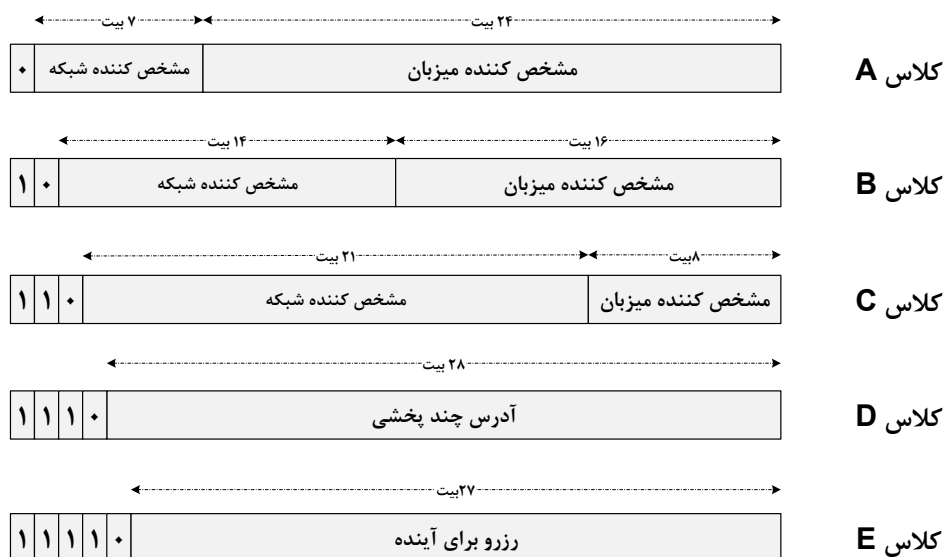 ۲۴ بیت ۷ بیت
کلاس A مشخص کننده میزبان مشخص کننده شبکه ۰
۱۶ بیت ۱۴ بیت
کلاس B مشخص کننده میزبان مشخص کننده شبکه ۰ ۱
۸بیت ۲۱ بیت
کلاس C مشخص کننده میزبان مشخص کننده شبکه ۰ ۱ ۱
۲۸ بیت
کلاس D آدرس چند پخشی ۰ ۱ ۱ ۱
۲۷بیت
کلاس E رزرو برای آینده ۰ ۱ ۱ ۱ ۱